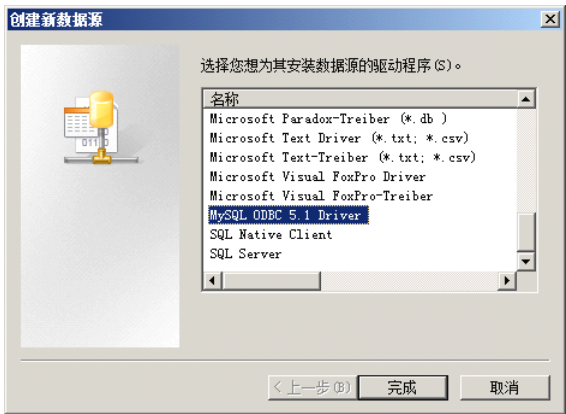 创建新数据源
选择您想为其安装数据源的驱动程序(S)。
名称
Microsoft Paradox-Treiber (*.db )
Microsoft Text Driver (*.txt; *.csv)
Microsoft Text-Treiber (*.txt; *.csv)
Microsoft Visual FoxPro Driver
Microsoft Visual FoxPro-Treiber
MySQL ODBC 5.1 Driver
SQL Native Client
SQL Server
< 上一步(B) 完成 取消